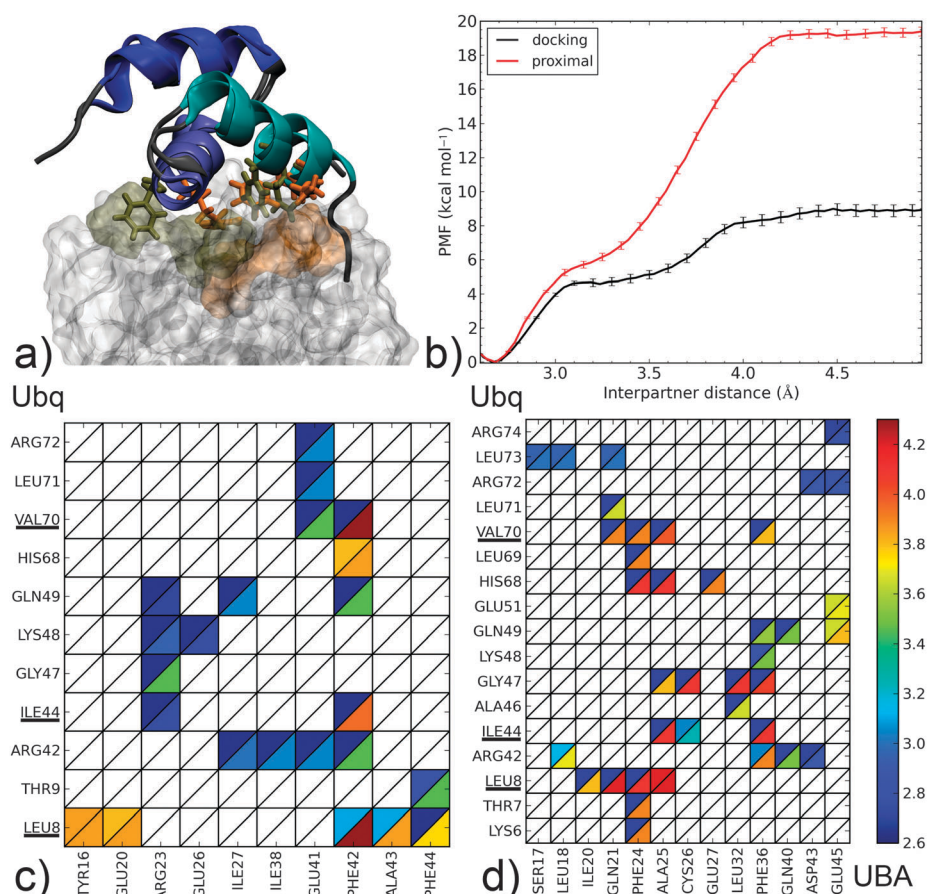 a)
b)
PMF (kcal mol⁻¹)
20
18
16
14
12
10
8
6
4
2
0
docking
proximal
3.0 3.5 4.0 4.5
Interpartner distance (Å)
Ubq
ARG72
LEU71
VAL70
HIS68
GLN49
LYS48
GLY47
ILE44
ARG42
THR9
LEU8
TYR16 GLU20 ARG23 GLU26 ILE27 ILE38 GLU41 PHE42 ALA43 PHE44
c)
Ubq
ARG74
LEU73
ARG72
LEU71
VAL70
LEU69
HIS68
GLU51
GLN49
LYS48
GLY47
ALA46
ILE44
ARG42
LEU8
THR7
LYS6
SER17 LEU18 ILE20 GLN21 PHE24 ALA25 CYS26 GLU27 LEU32 PHE36 GLN40 ASP43 GLU45
d)
UBA
4.2
4.0
3.8
3.6
3.4
3.2
3.0
2.8
2.6